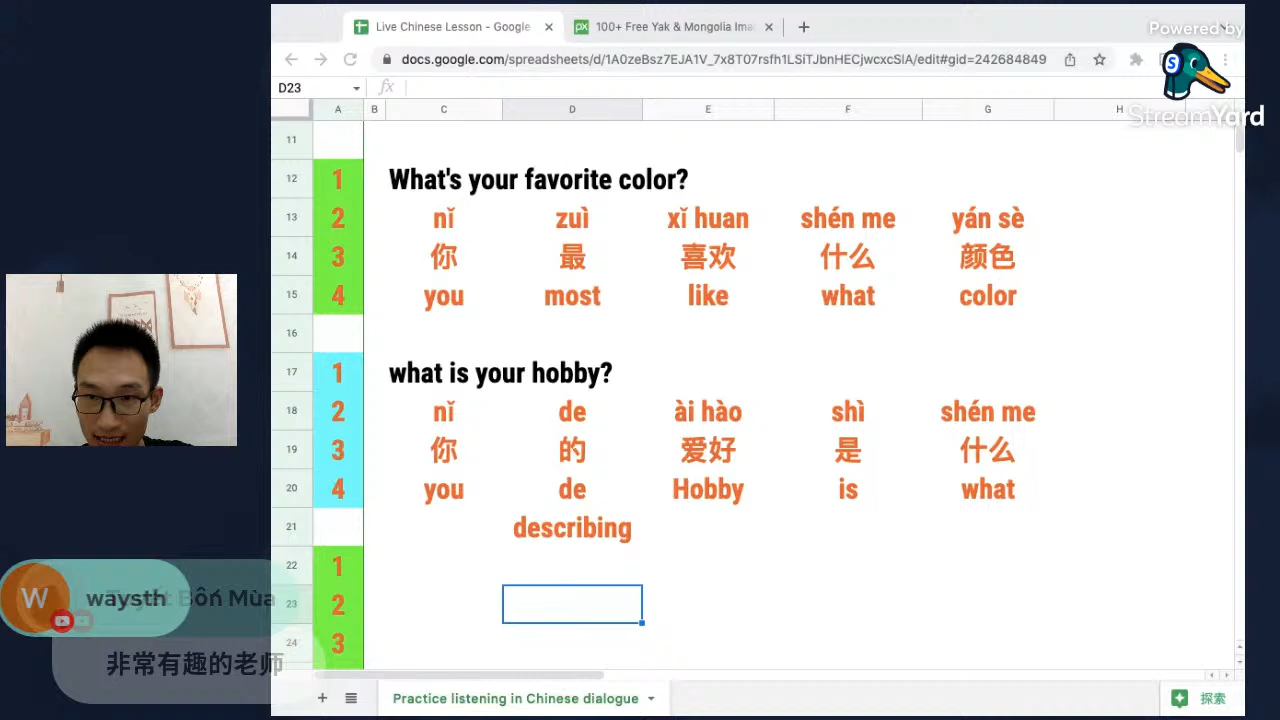 Live Chinese Lesson - Google
100+ Free Yak & Mongolia Ima
Powered by
docs.google.com/spreadsheets/d/1A0zeBsz7EJA1V_7x8T07rsfh1LSiTJbnHECjwcxcSIA/edit#gid=242684849
StreamYard
D23
fx
A B C D E F G H
11
12 1 What's your favorite color?
13 2 nǐ zuì xǐ huan shén me yán sè
14 3 你 最 喜欢 什么 颜色
15 4 you most like what color
16
17 1 what is your hobby?
18 2 nǐ de ài hào shì shén me
19 3 你 的 爱好 是 什么
20 4 you de Hobby is what
21 describing
22 1
23 2
24 3
W waysth Bốn Mùa
非常有趣的老师
Practice listening in Chinese dialogue
探索